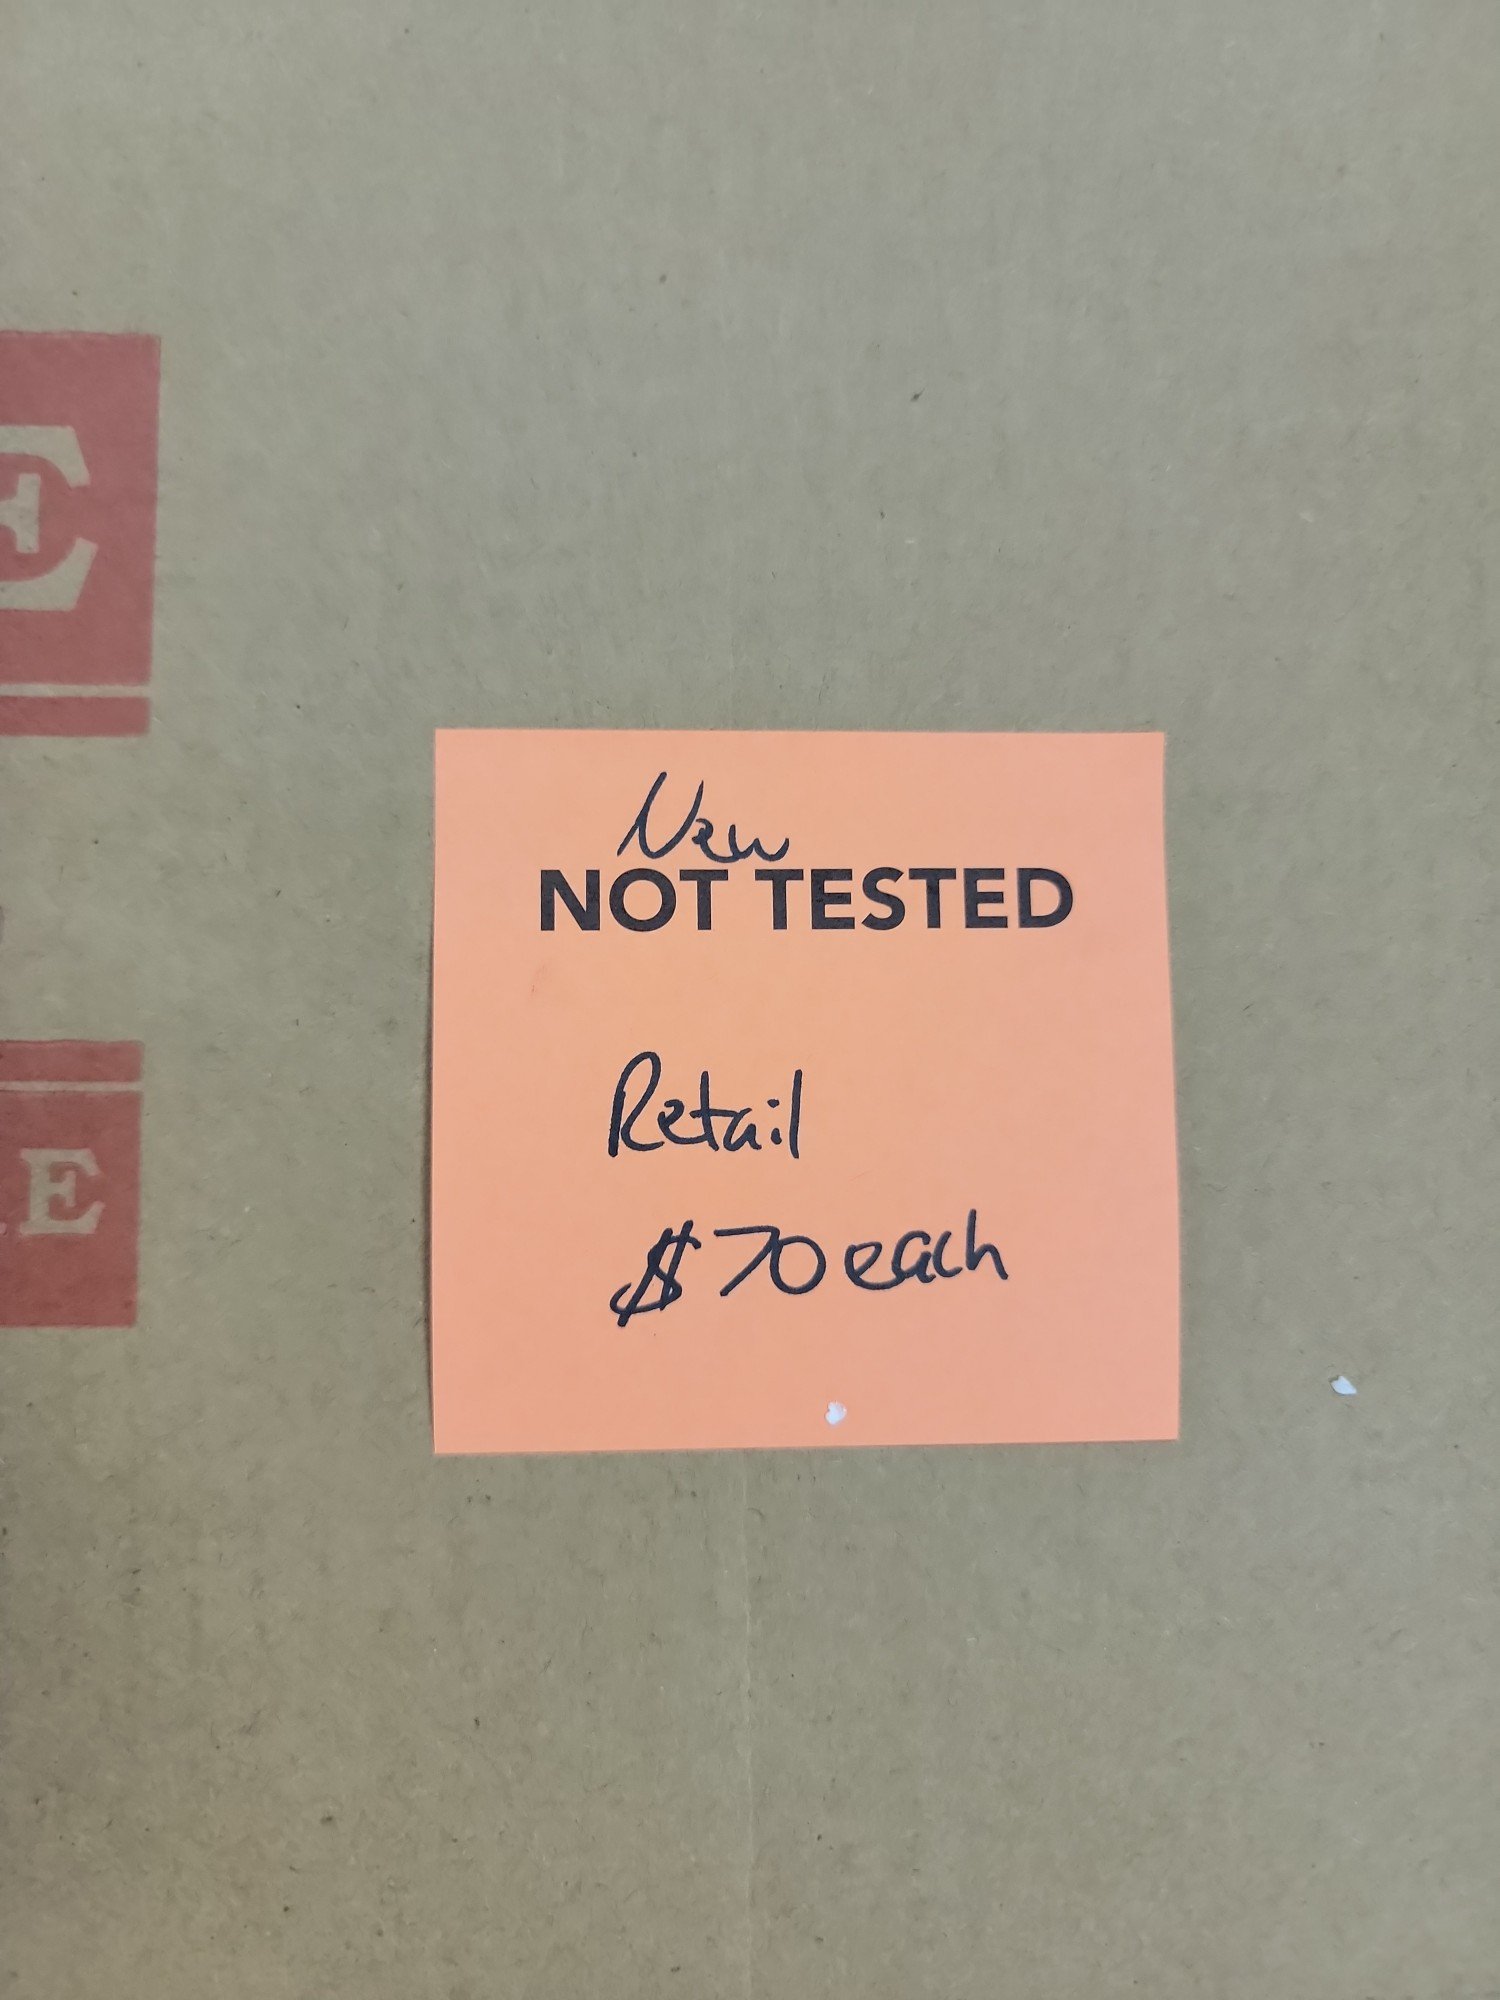 E
New
NOT TESTED
Retail
E
$70 each